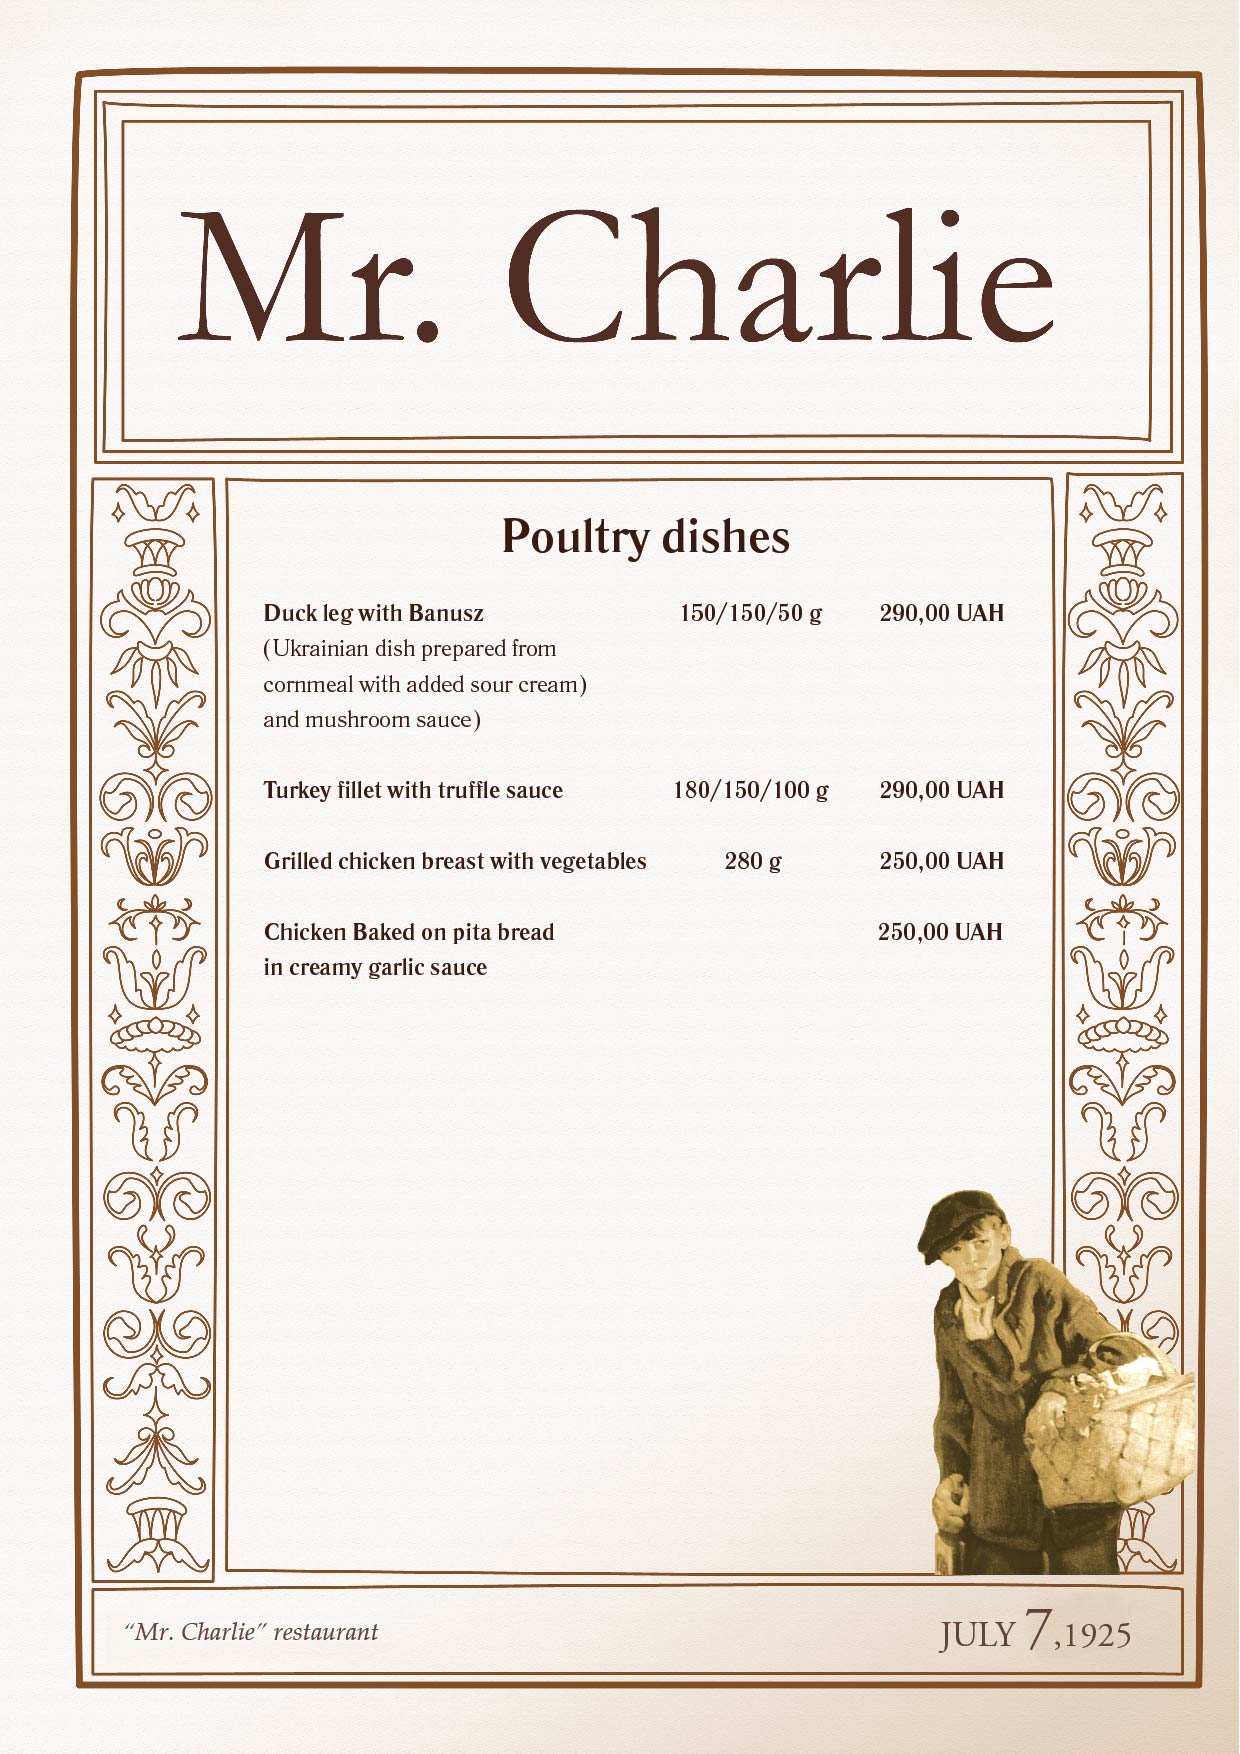 Mr. Charlie
Poultry dishes
Duck leg with Banusz 150/150/50 g 290,00 UAH
(Ukrainian dish prepared from
cornmeal with added sour cream)
and mushroom sauce)
Turkey fillet with truffle sauce 180/150/100 g 290,00 UAH
Grilled chicken breast with vegetables 280 g 250,00 UAH
Chicken Baked on pita bread 250,00 UAH
in creamy garlic sauce
“Mr. Charlie” restaurant JULY 7,1925